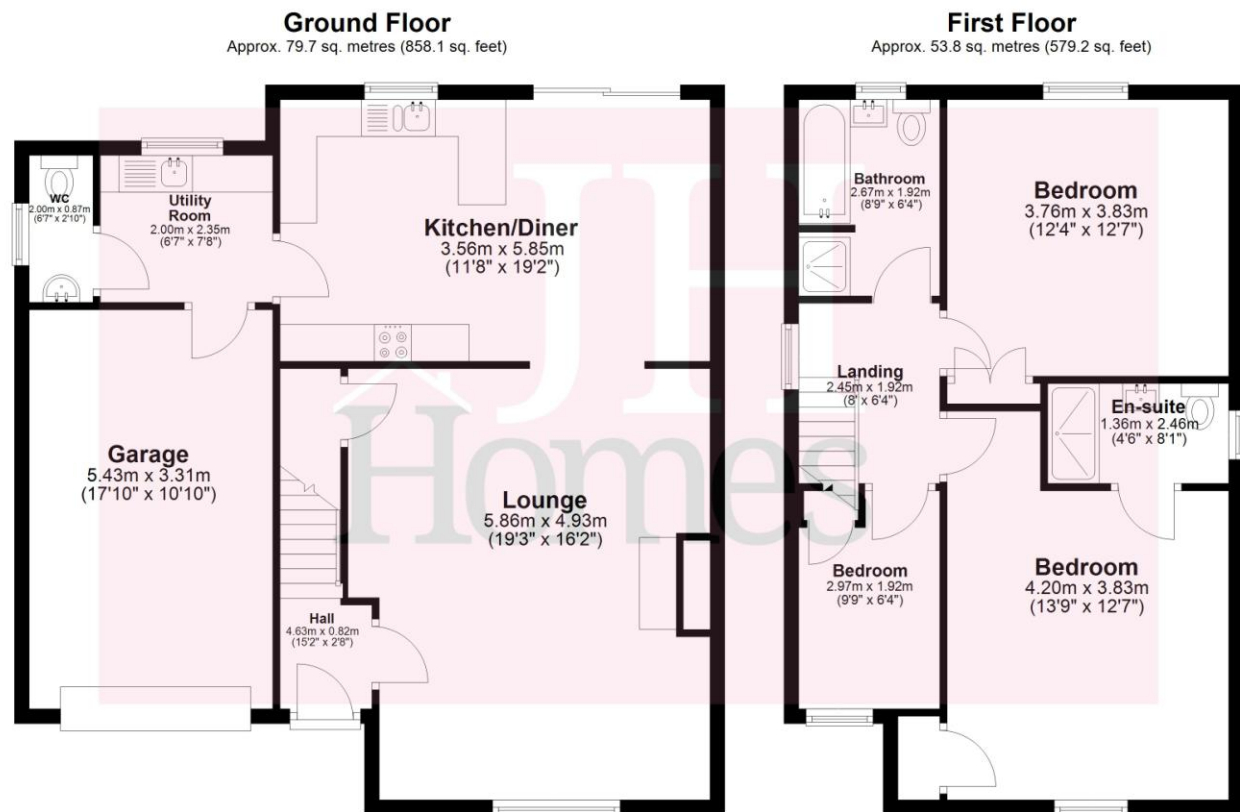 Ground Floor
Approx. 79.7 sq. metres (858.1 sq. feet)
WC
2.00m x 0.87m
(6'7" x 2'10")
Utility
Room
2.00m x 2.35m
(6'7" x 7'8")
Kitchen/Diner
3.56m x 5.85m
(11'8" x 19'2")
Garage
5.43m x 3.31m
(17'10" x 10'10")
Lounge
5.86m x 4.93m
(19'3" x 16'2")
Hall
4.63m x 0.82m
(15'2" x 2'8")
First Floor
Approx. 53.8 sq. metres (579.2 sq. feet)
Bathroom
2.67m x 1.92m
(8'9" x 6'4")
Bedroom
3.76m x 3.83m
(12'4" x 12'7")
Landing
2.45m x 1.92m
(8' x 6'4")
En-suite
1.36m x 2.46m
(4'6" x 8'1")
Bedroom
2.97m x 1.92m
(9'9" x 6'4")
Bedroom
4.20m x 3.83m
(13'9" x 12'7")
JH
Homes